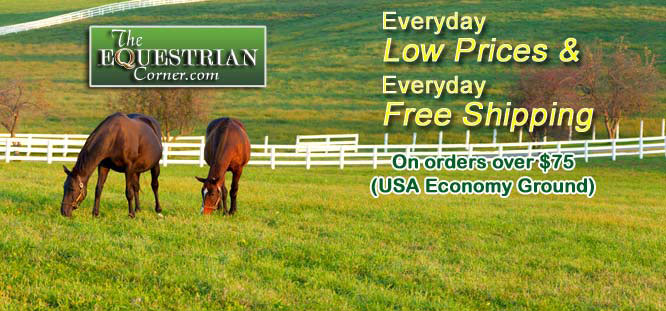 The
EQUESTRIAN
Corner.com
Everyday
Low Prices &
Everyday
Free Shipping
On orders over $75
(USA Economy Ground)